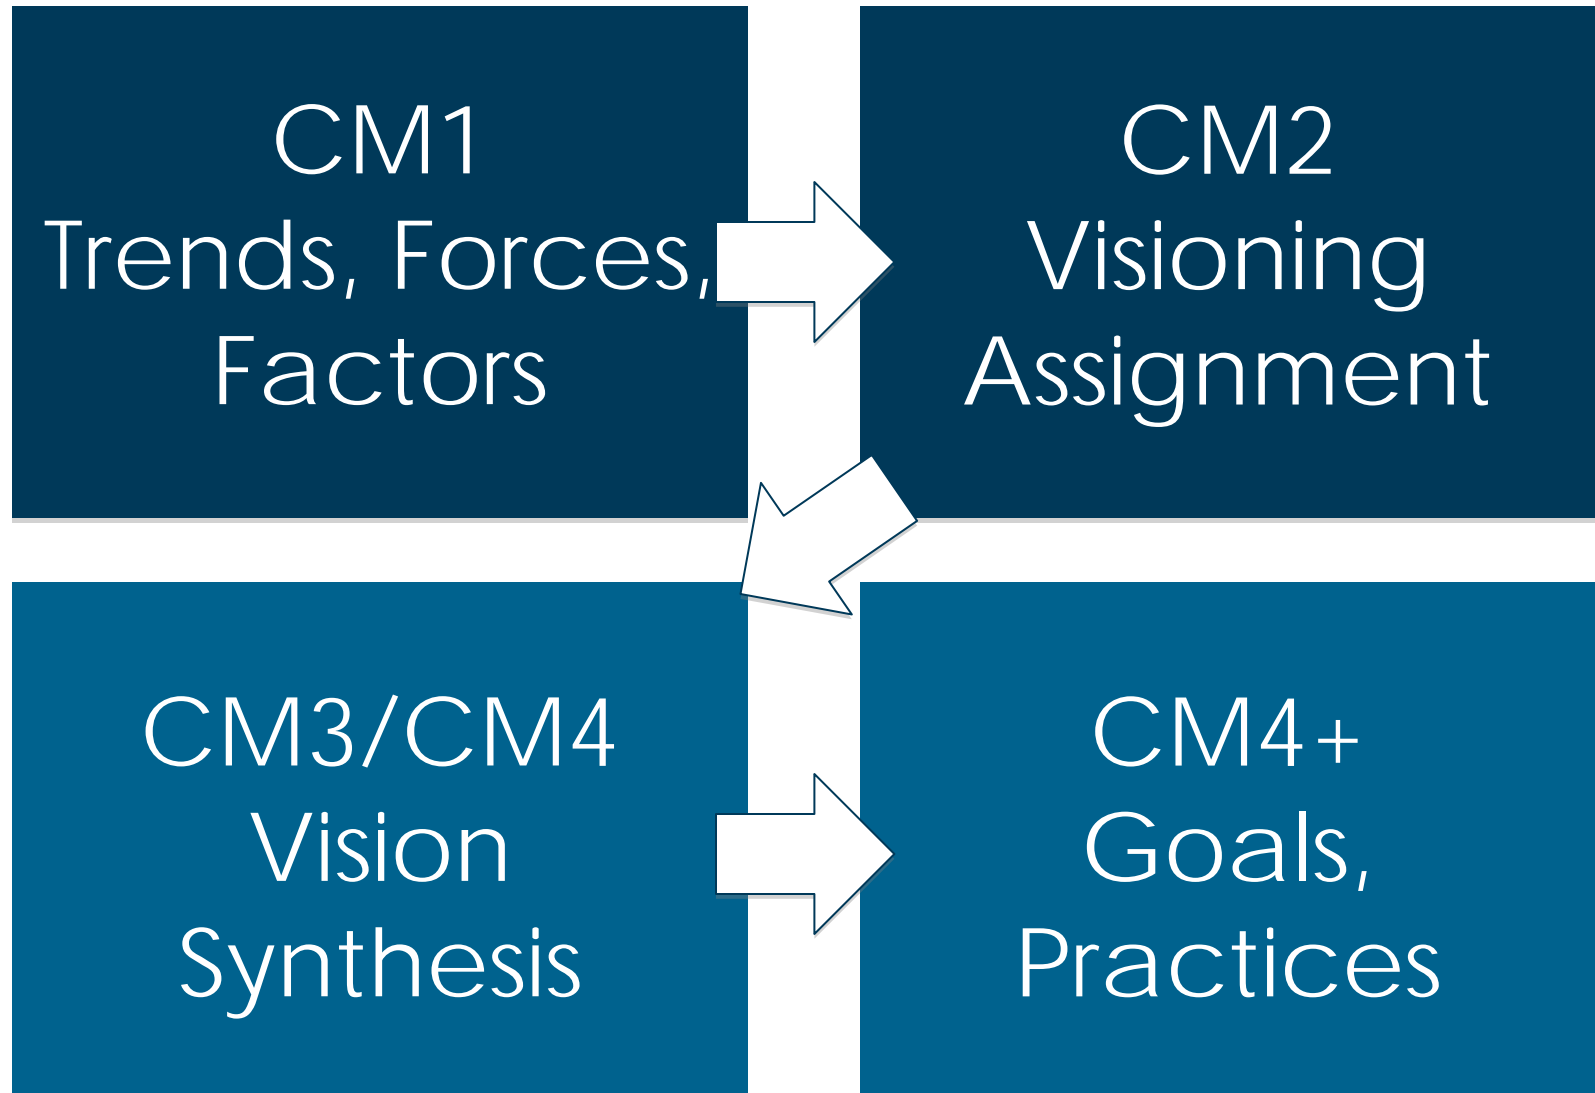 CM1
Trends, Forces,
Factors
CM2
Visioning
Assignment
CM3/CM4
Vision
Synthesis
CM4+
Goals,
Practices